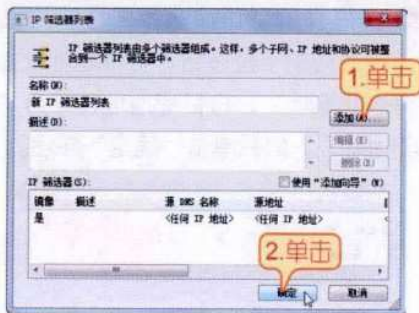 IP 筛选器列表
IP 筛选器列表由多个筛选器组成。这样，多个子网、IP 地址和协议可被整
合到一个 IP 筛选器中。
1.单击
名称(N):
新 IP 筛选器列表
描述(D):
添加(A)...
编辑(E)
删除(R)
IP 筛选器(S):
使用“添加向导”(W)
镜像 描述 源 DNS 名称 源地址
是 <任何 IP 地址> <任何 IP 地址> <
2.单击
确定
取消